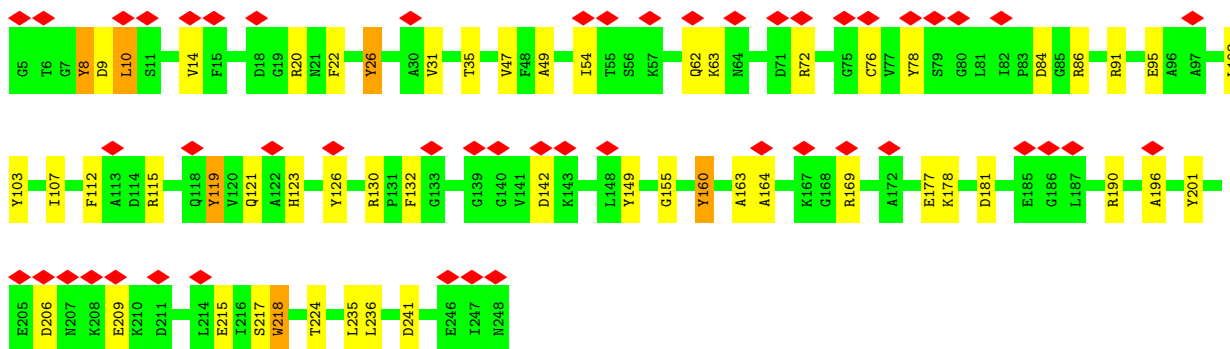 G5 T6 G7 Y8 D9 L10 S11 V14 F15 D18 G19 R20 N21 F22 Y26 A30 V31 T35 V47 F48 A49 I54 T55 S56 K57 Q62 K63 N64 D71 R72 G75 C76 V77 Y78 S79 G80 L81 I82 P83 D84 G85 R86 R91 E95 A96 A97
Y103 I107 F112 A113 D114 R115 Q118 Y119 V120 Q121 A122 H123 Y126 R130 P131 F132 G133 G139 G140 V141 D142 K143 L148 Y149 G155 Y160 A163 A164 K167 G168 R169 A172 E177 K178 D181 E185 G186 L187 R190 A196 Y201
E205 D206 N207 K208 E209 K210 D211 L214 E215 I216 S217 W218 T224 L235 L236 D241 E246 I247 N248